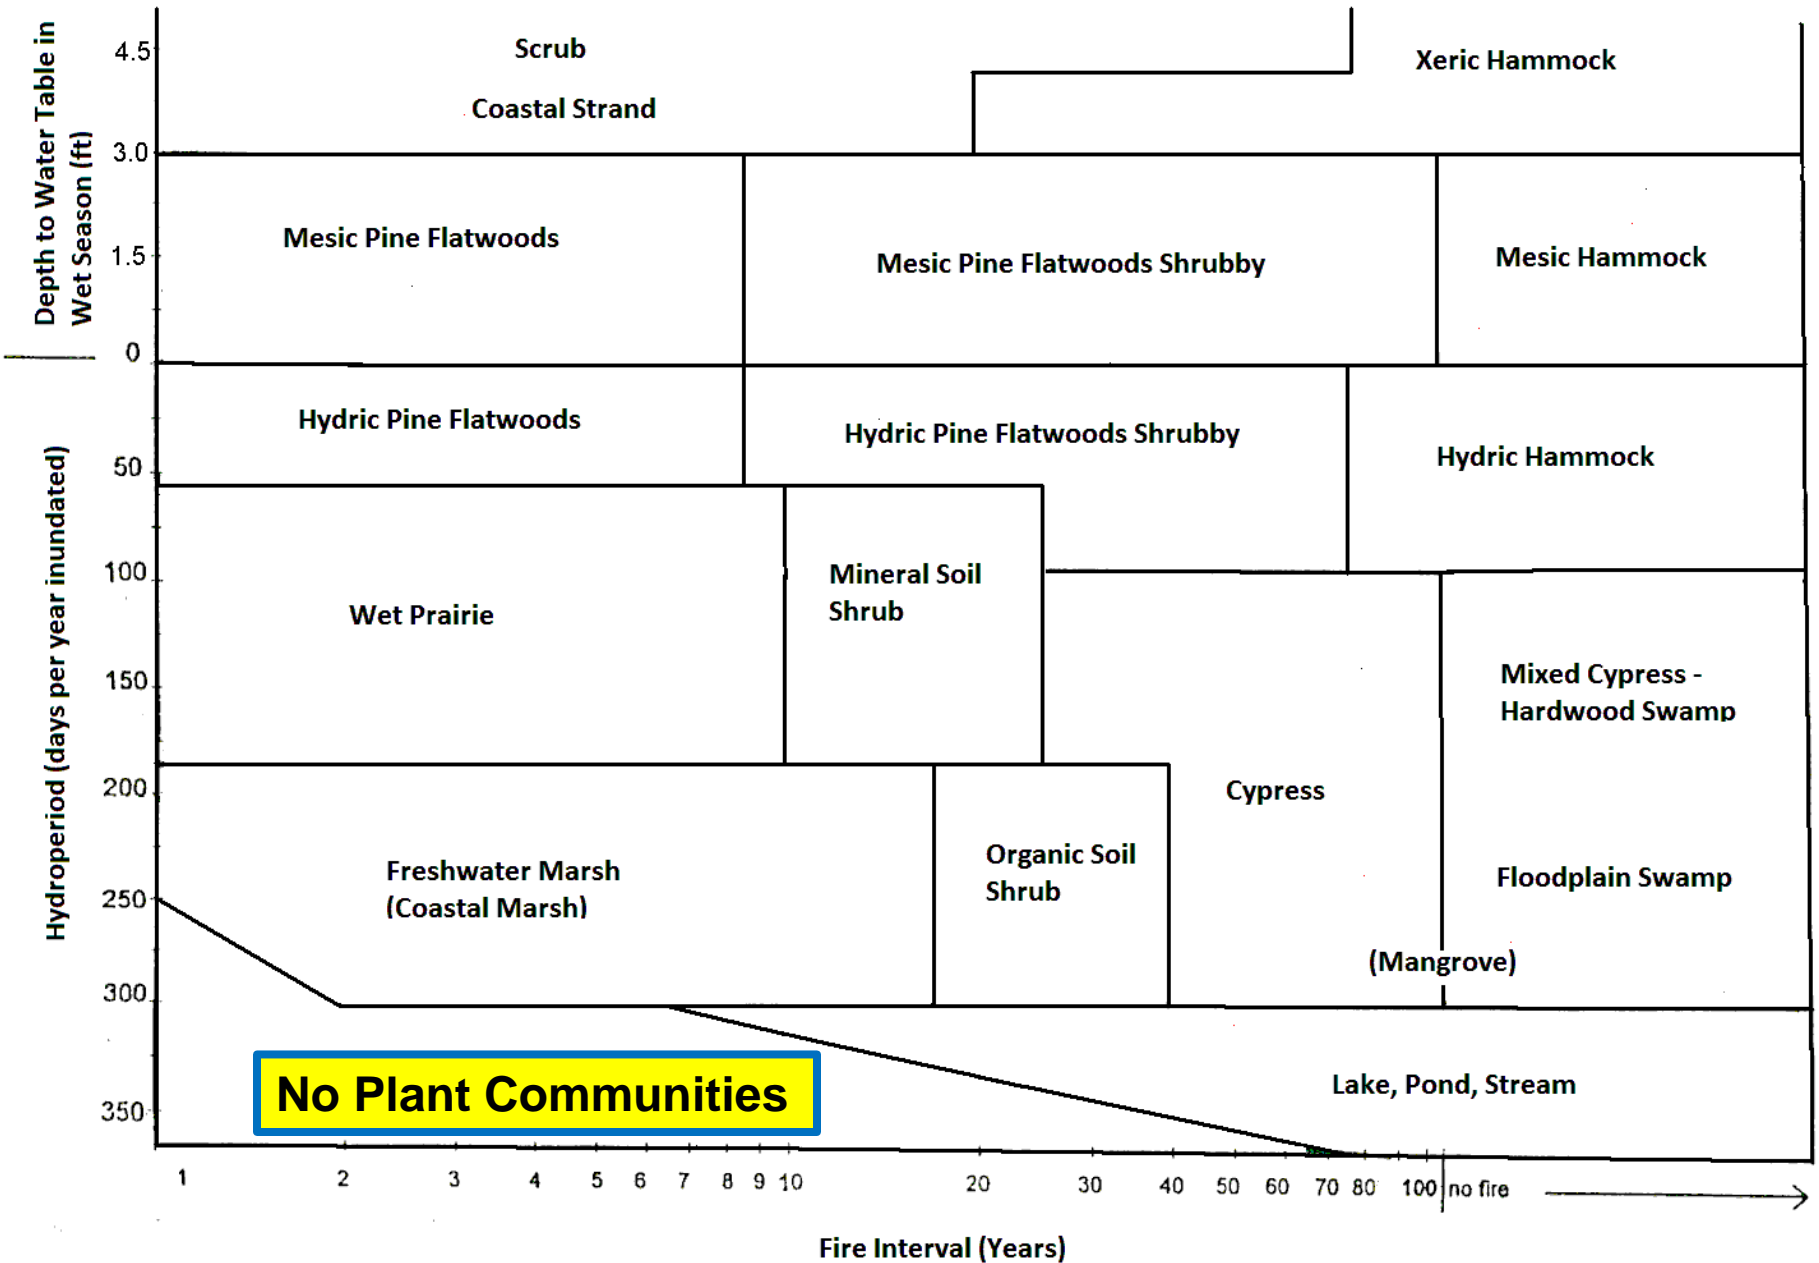 Depth to Water Table in
Wet Season (ft)
4.5
3.0
1.5
0
Scrub
Coastal Strand
Xeric Hammock
Mesic Pine Flatwoods
Mesic Pine Flatwoods Shrubby
Mesic Hammock
Hydroperiod (days per year inundated)
50
100
150
200
250
300
350
Hydric Pine Flatwoods
Hydric Pine Flatwoods Shrubby
Hydric Hammock
Wet Prairie
Mineral Soil
Shrub
Mixed Cypress -
Hardwood Swamp
Cypress
Freshwater Marsh
(Coastal Marsh)
Organic Soil
Shrub
Floodplain Swamp
(Mangrove)
No Plant Communities
Lake, Pond, Stream
1 2 3 4 5 6 7 8 9 10 20 30 40 50 60 70 80 100 no fire
Fire Interval (Years)